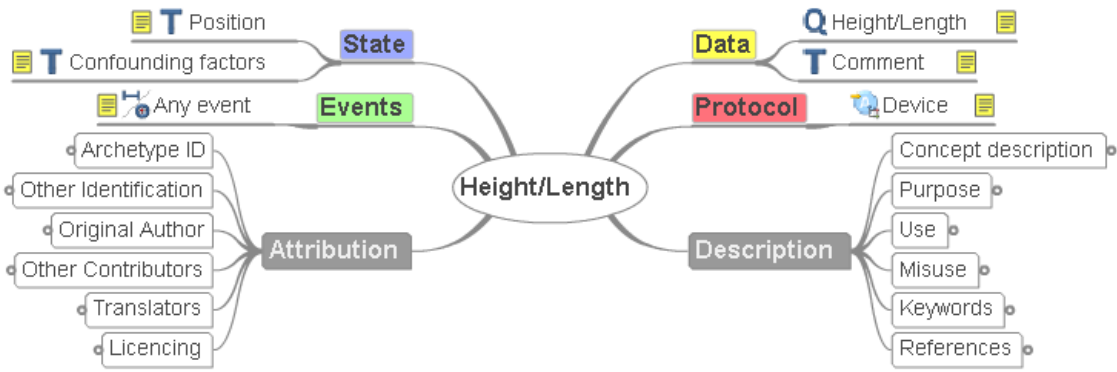 T Position
State
T Confounding factors
Any event
Events
Archetype ID
Other Identification
Original Author
Other Contributors
Translators
Licencing
Attribution
Height/Length
Data
Q Height/Length
T Comment
Protocol
Device
Description
Concept description
Purpose
Use
Misuse
Keywords
References